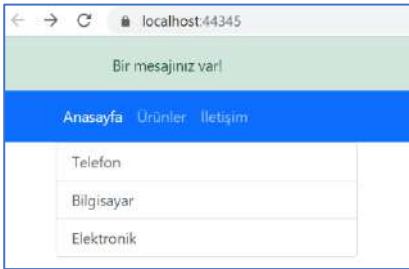 localhost:44345
Bir mesajınız var!
Anasayfa Ürünler İletişim
Telefon
Bilgisayar
Elektronik